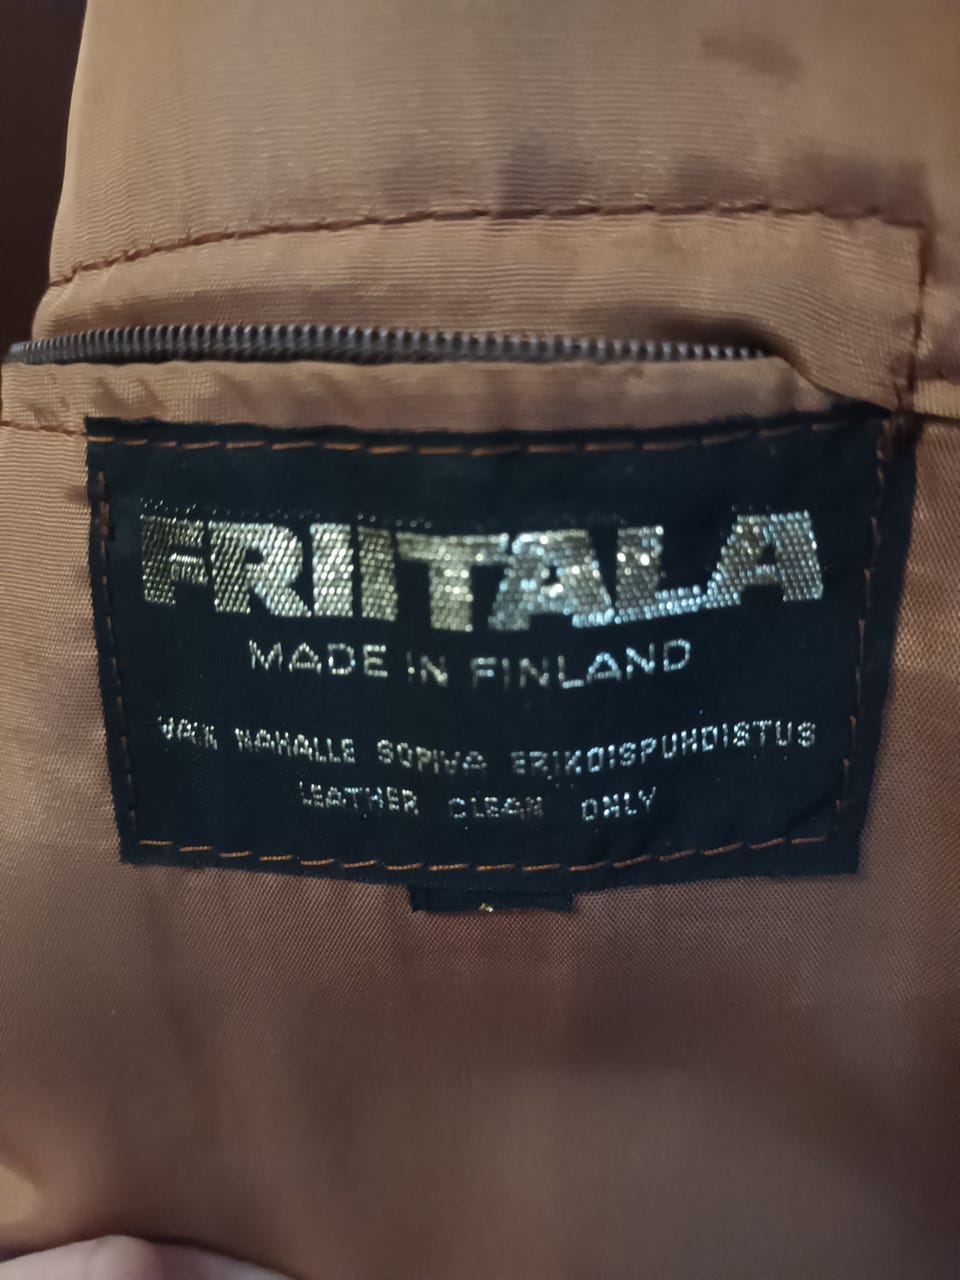 FRIITALA
MADE IN FINLAND
VAIN NAHALLE SOPIVA ERIKOISPUHDISTUS
LEATHER CLEAN ONLY